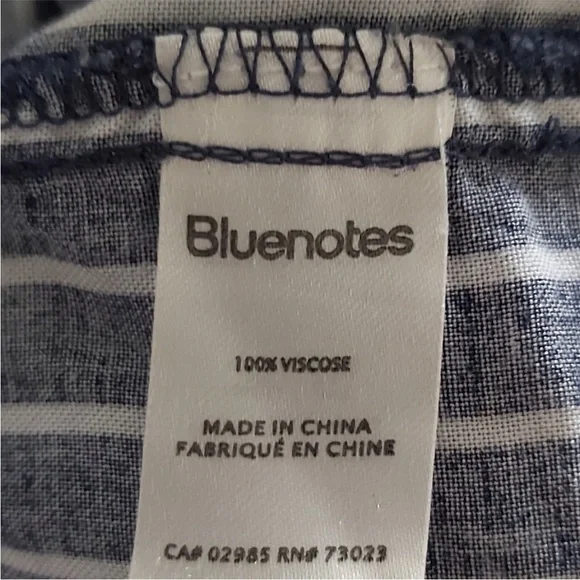 Bluenotes
100% VISCOSE
MADE IN CHINA
FABRIQUÉ EN CHINE
CA# 02985 RN# 73023